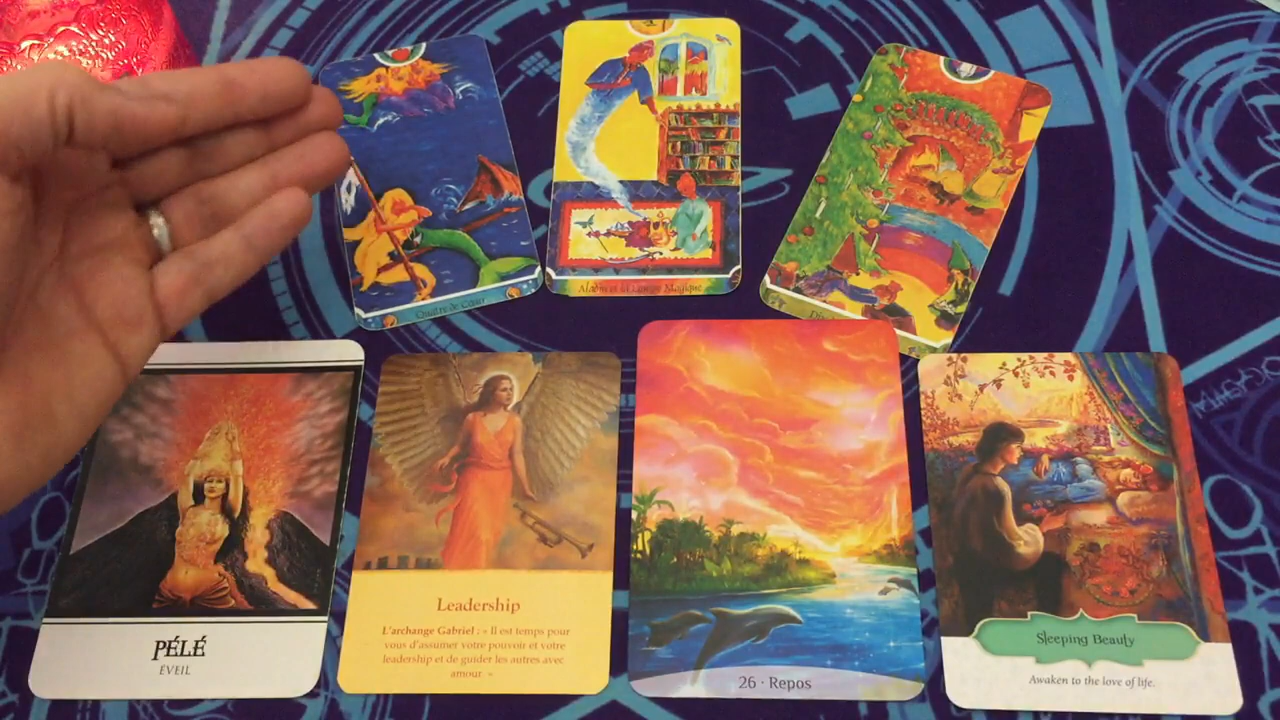 Quatre de Cœur
Aladin et la Lampe Magique
PÉLÉ
ÉVEIL
Leadership
L'archange Gabriel : « Il est temps pour
vous d'assumer votre pouvoir et votre
leadership et de guider les autres avec
amour. »
26 · Repos
Sleeping Beauty
Awaken to the love of life.